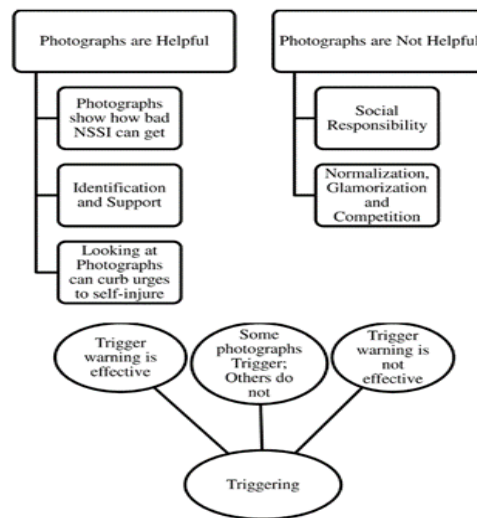 Photographs are Helpful
Photographs
show how bad
NSSI can get
Identification
and Support
Looking at
Photographs
can curb urges
to self-injure
Photographs are Not Helpful
Social
Responsibility
Normalization,
Glamorization
and
Competition
Trigger
warning is
effective
Some
photographs
Trigger;
Others do
not
Trigger
warning is
not
effective
Triggering